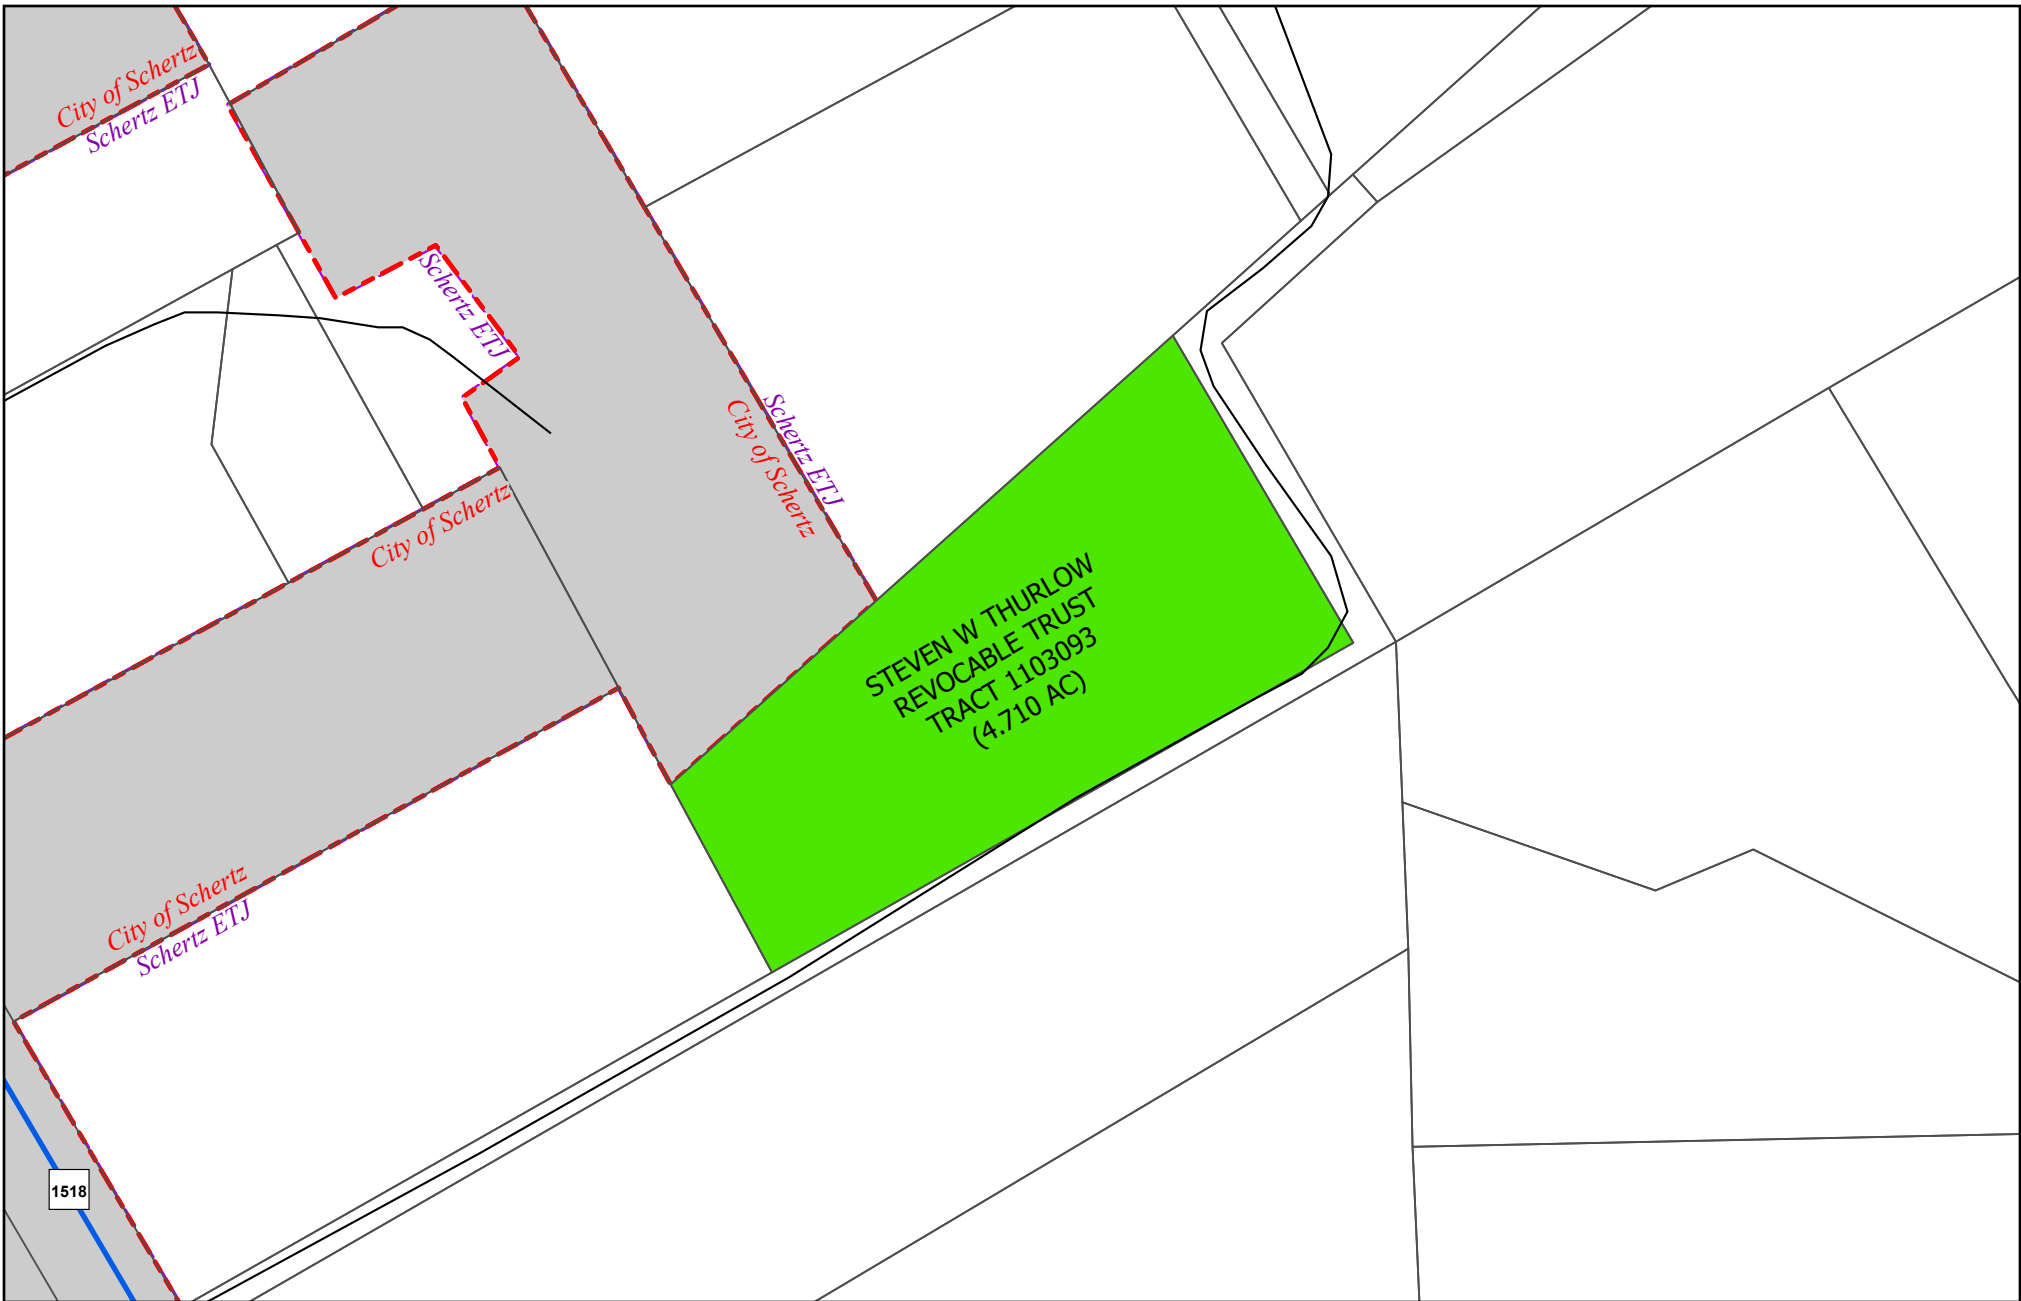 City of Schertz
Schertz ETJ
Schertz ETJ
Schertz ETJ
City of Schertz
City of Schertz
STEVEN W THURLOW
REVOCABLE TRUST
TRACT 1103093
(4.710 AC)
City of Schertz
Schertz ETJ
1518